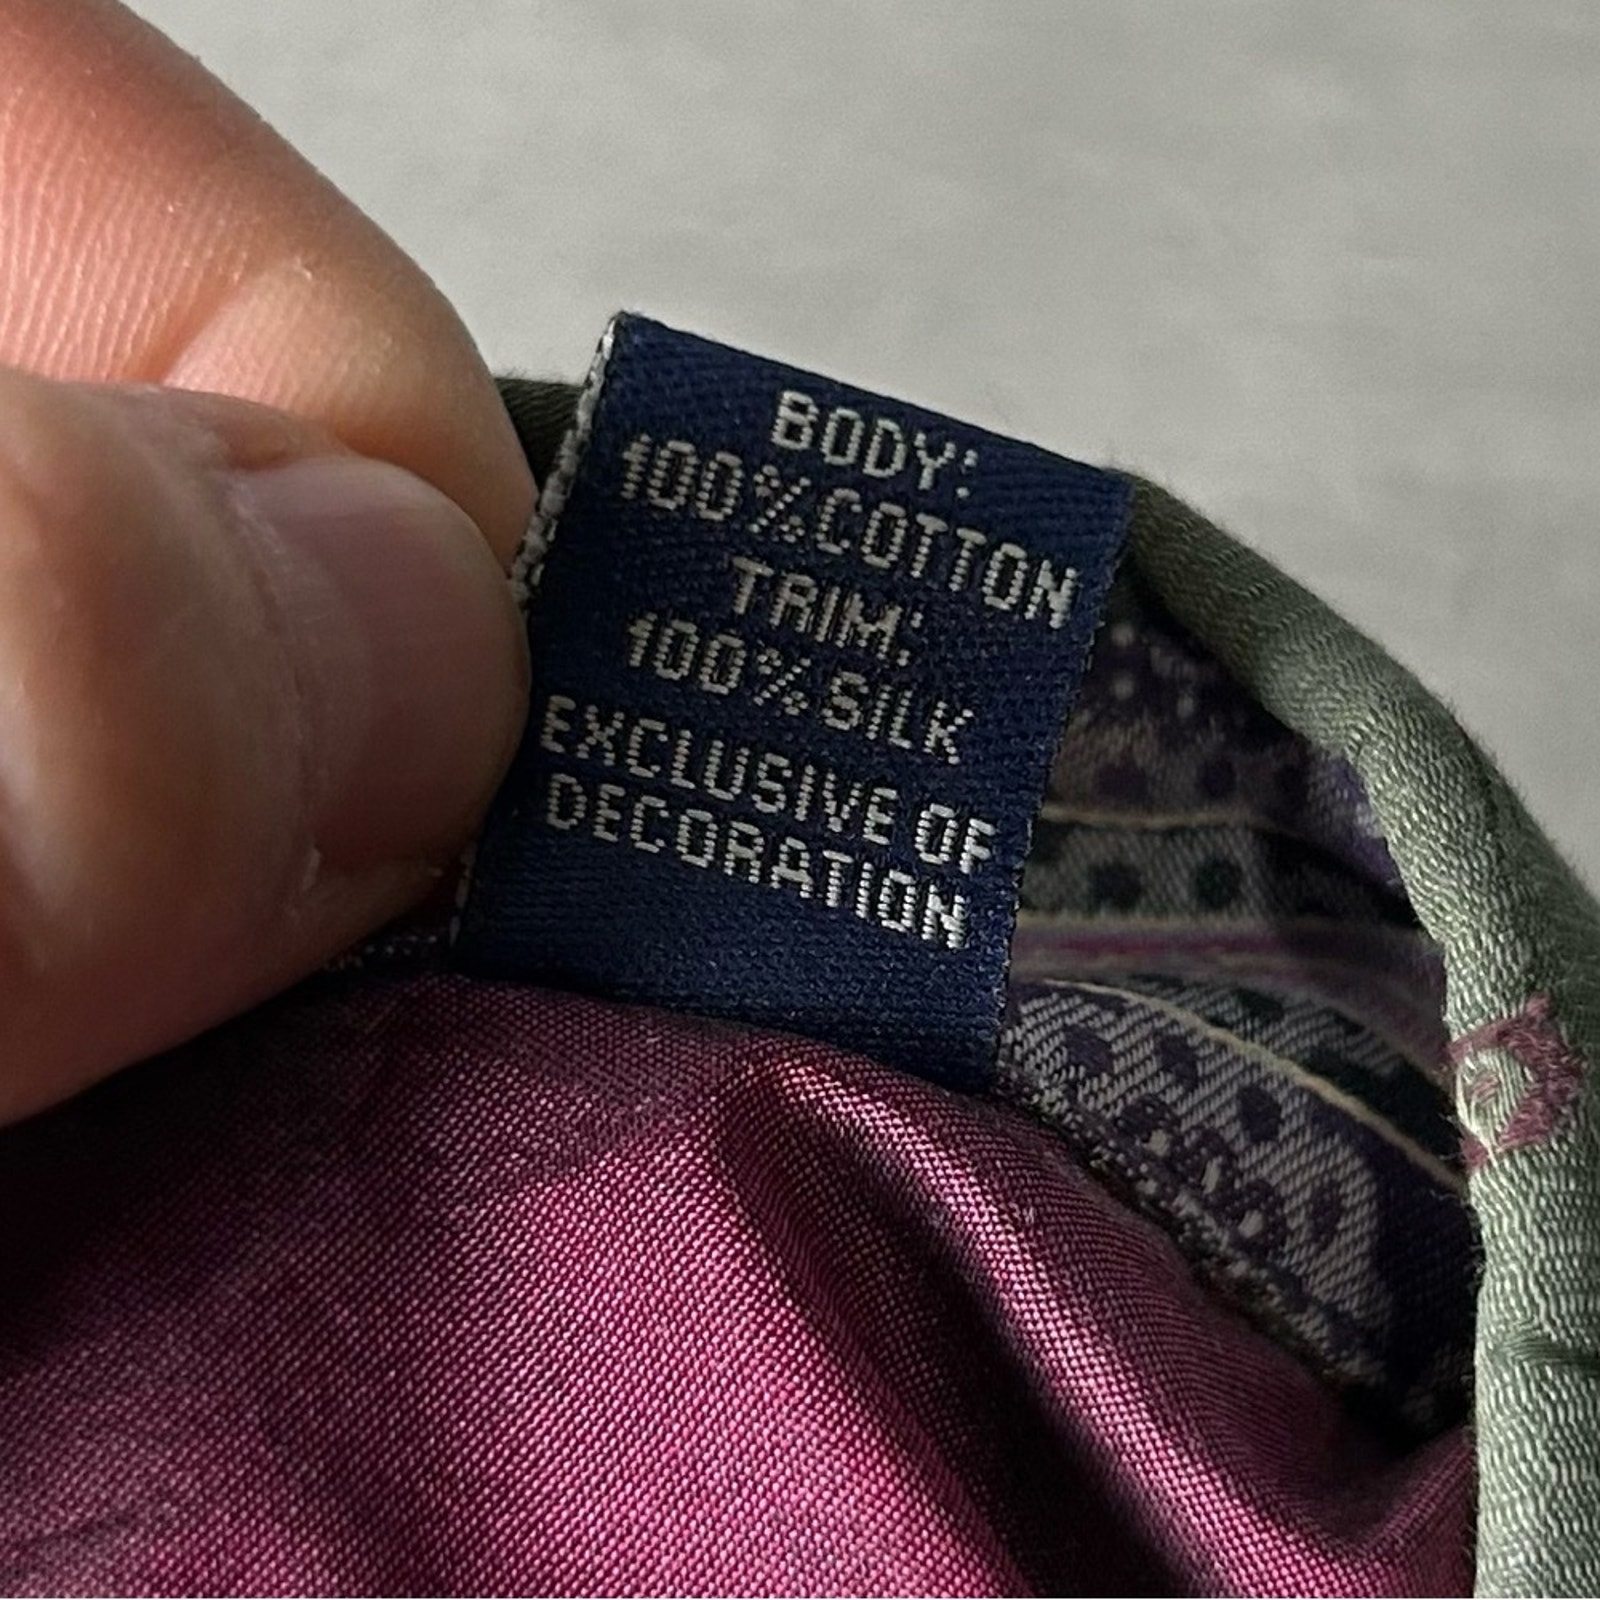 BODY:
100%COTTON
TRIM:
100%SILK
EXCLUSIVE OF
DECORATION